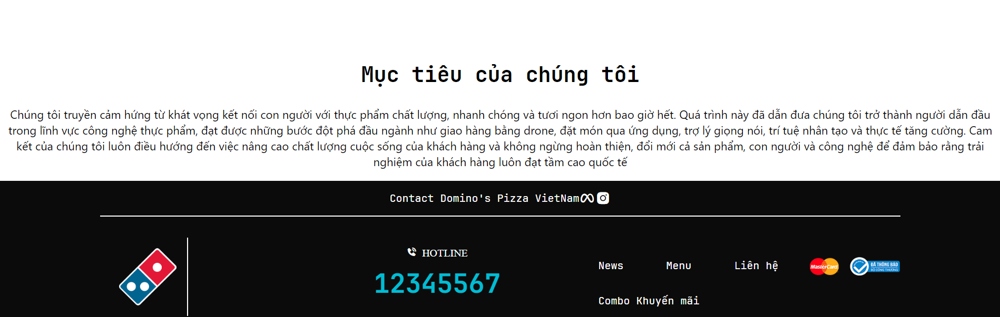 Mục tiêu của chúng tôi
Chúng tôi truyền cảm hứng từ khát vọng kết nối con người với thực phẩm chất lượng, nhanh chóng và tươi ngon hơn bao giờ hết. Quá trình này đã dẫn đưa chúng tôi trở thành người dẫn đầu
trong lĩnh vực công nghệ thực phẩm, đạt được những bước đột phá đầu ngành như giao hàng bằng drone, đặt món qua ứng dụng, trợ lý giọng nói, trí tuệ nhân tạo và thực tế tăng cường. Cam
kết của chúng tôi luôn điều hướng đến việc nâng cao chất lượng cuộc sống của khách hàng và không ngừng hoàn thiện, đổi mới cả sản phẩm, con người và công nghệ để đảm bảo rằng trải
nghiệm của khách hàng luôn đạt tầm cao quốc tế
Contact Domino's Pizza VietNam
HOTLINE
12345567
News Menu Liên hệ
MasterCard
ĐÃ THÔNG BÁO
BỘ CÔNG THƯƠNG
Combo Khuyến mãi